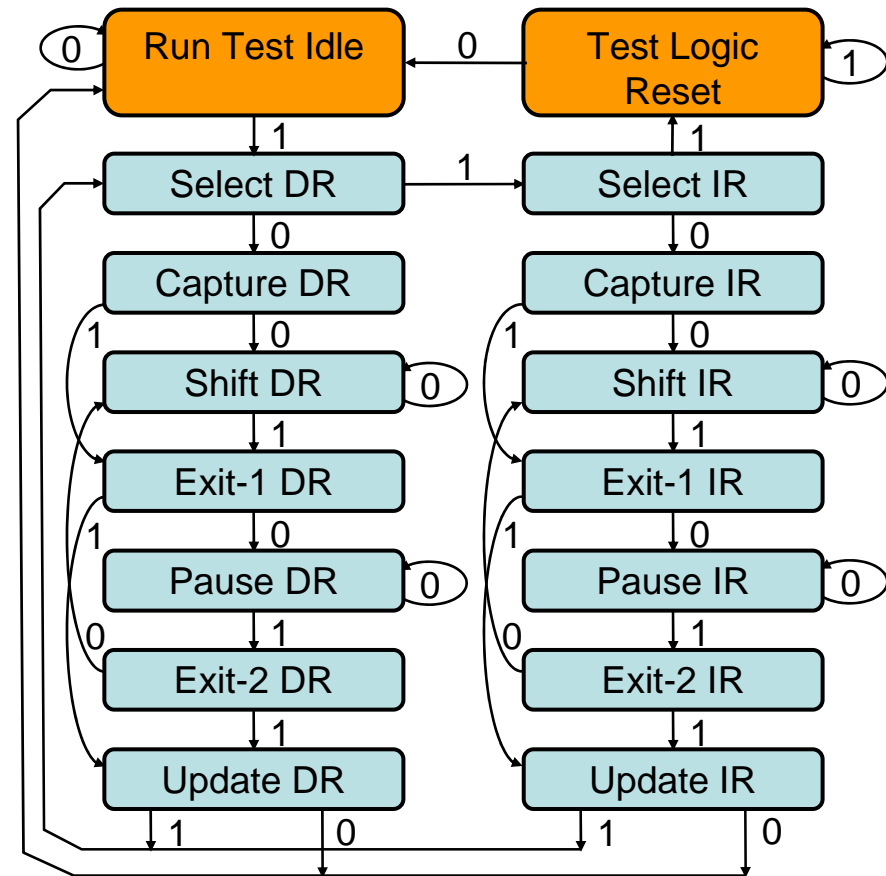 0
Run Test Idle
0
Test Logic
Reset
1
1
1
Select DR
1
Select IR
0
0
Capture DR
Capture IR
1
0
1
0
Shift DR
0
Shift IR
0
1
1
Exit-1 DR
Exit-1 IR
1
0
1
0
Pause DR
0
Pause IR
0
0
1
0
1
Exit-2 DR
Exit-2 IR
1
1
Update DR
Update IR
1
0
1
0